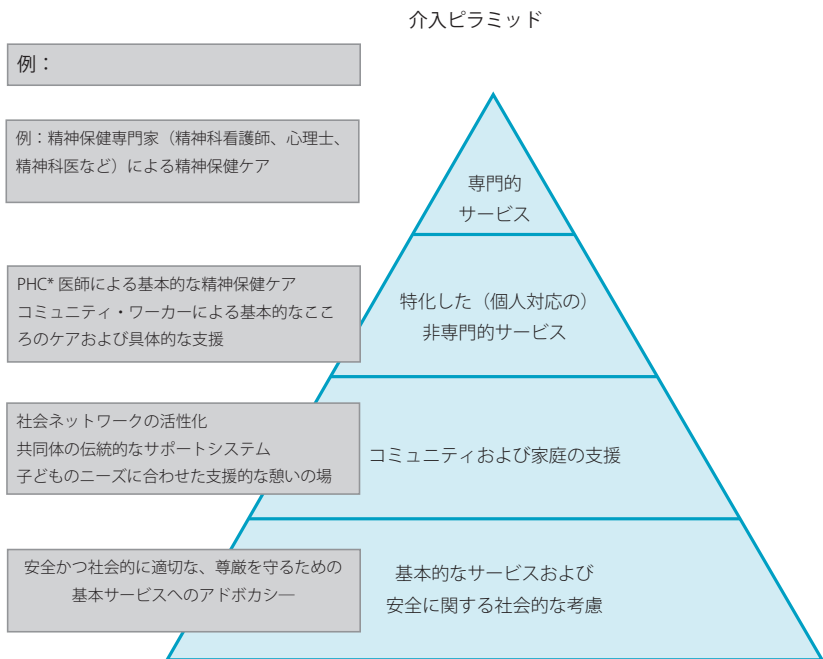 介入ピラミッド
例：
例：精神保健専門家（精神科看護師、心理士、
精神科医など）による精神保健ケア
専門的
サービス
PHC* 医師による基本的な精神保健ケア
コミュニティ・ワーカーによる基本的なここ
ろのケアおよび具体的な支援
特化した（個人対応の）
非専門的サービス
社会ネットワークの活性化
共同体の伝統的なサポートシステム
子どものニーズに合わせた支援的な憩いの場
コミュニティおよび家庭の支援
安全かつ社会的に適切な、尊厳を守るための
基本サービスへのアドボカシー
基本的なサービスおよび
安全に関する社会的な考慮